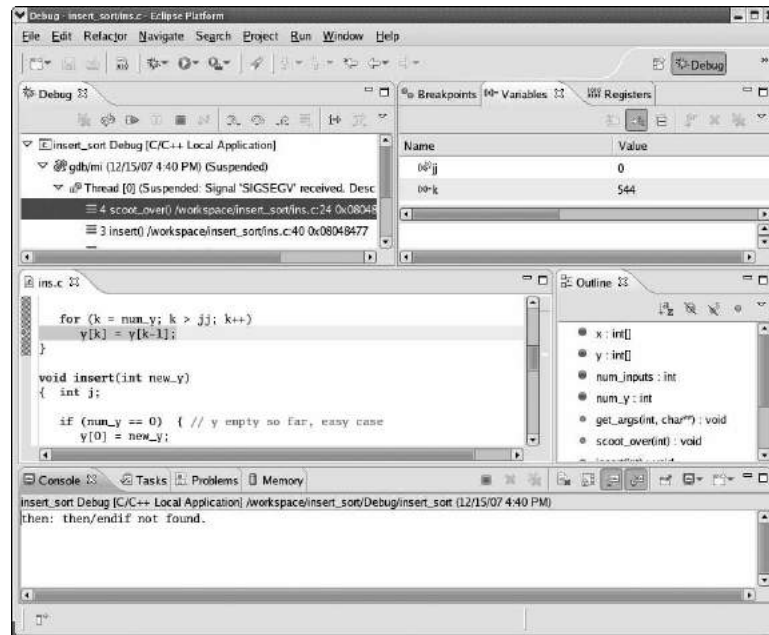 Debug - insert_sort/ins.c - Eclipse Platform
File Edit Refactor Navigate Search Project Run Window Help
Debug
Debug
Breakpoints Variables Registers
insert_sort Debug [C/C++ Local Application]
gdb/mi (12/15/07 4:40 PM) (Suspended)
Thread [0] (Suspended: Signal 'SIGSEGV' received. Desc
4 scoot_over() /workspace/insert_sort/ins.c:24 0x08048
3 insert() /workspace/insert_sort/ins.c:40 0x08048477
Name Value
jj 0
k 544
ins.c
for (k = num_y; k > jj; k++)
y[k] = y[k-1];
}
void insert(int new_y)
{ int j;
if (num_y == 0) { // y empty so far, easy case
y[0] = new_y;
Outline
x : int[]
y : int[]
num_inputs : int
num_y : int
get_args(int, char**) : void
scoot_over(int) : void
Console Tasks Problems Memory
insert_sort Debug [C/C++ Local Application] /workspace/insert_sort/Debug/insert_sort (12/15/07 4:40 PM)
then: then/endif not found.